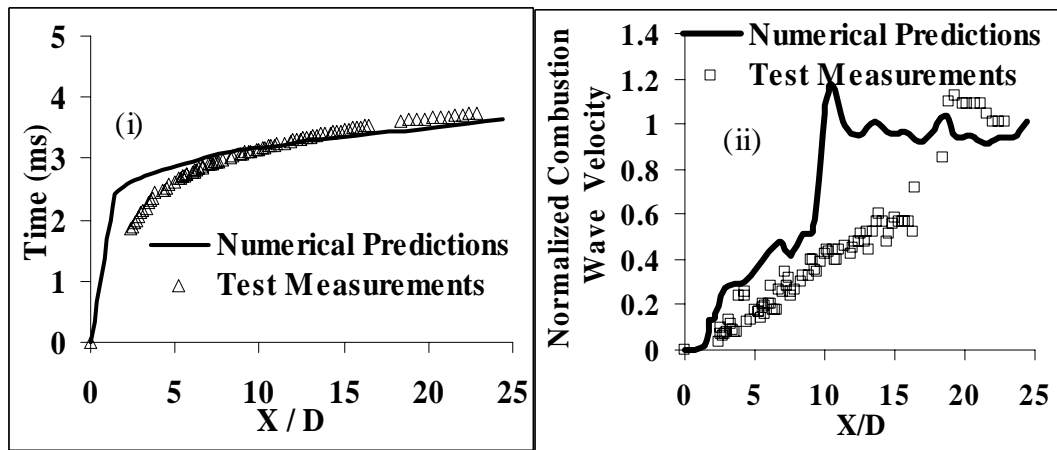 5
4
3
2
1
0
Time (ms)
(i)
Numerical Predictions
Test Measurements
0 5 10 15 20 25
X / D
1.4
1.2
1
0.8
0.6
0.4
0.2
0
Normalized Combustion
Wave Velocity
Numerical Predictions
Test Measurements
(ii)
0 5 10 15 20 25
X/D